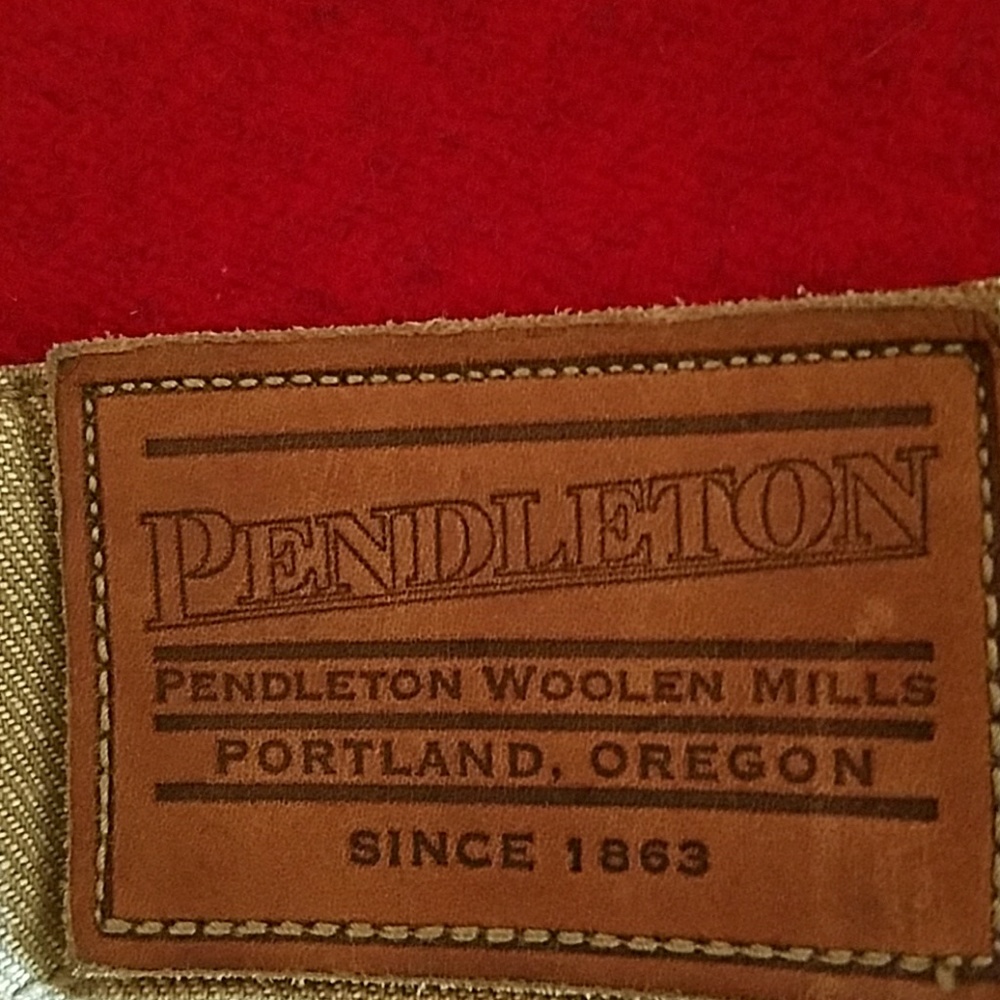 PENDLETON
PENDLETON WOOLEN MILLS
PORTLAND, OREGON
SINCE 1863